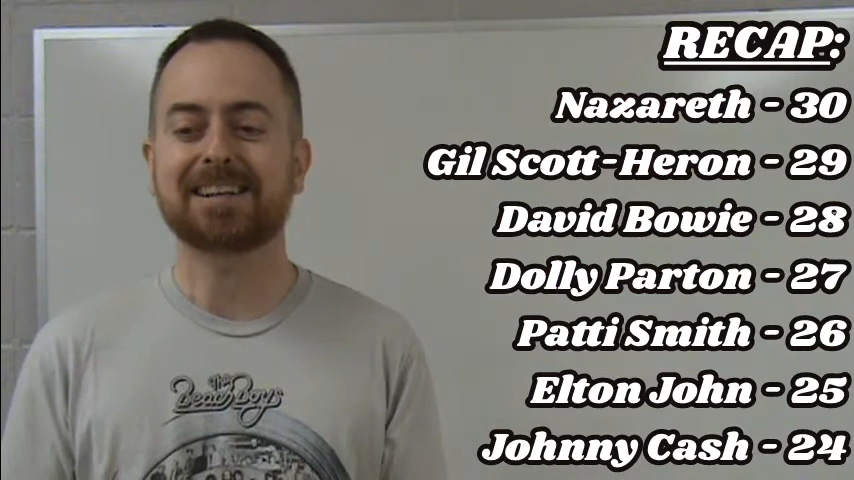 RECAP:
Nazareth - 30
Gil Scott-Heron - 29
David Bowie - 28
Dolly Parton - 27
Patti Smith - 26
Elton John - 25
Johnny Cash - 24
the
Beach Boys